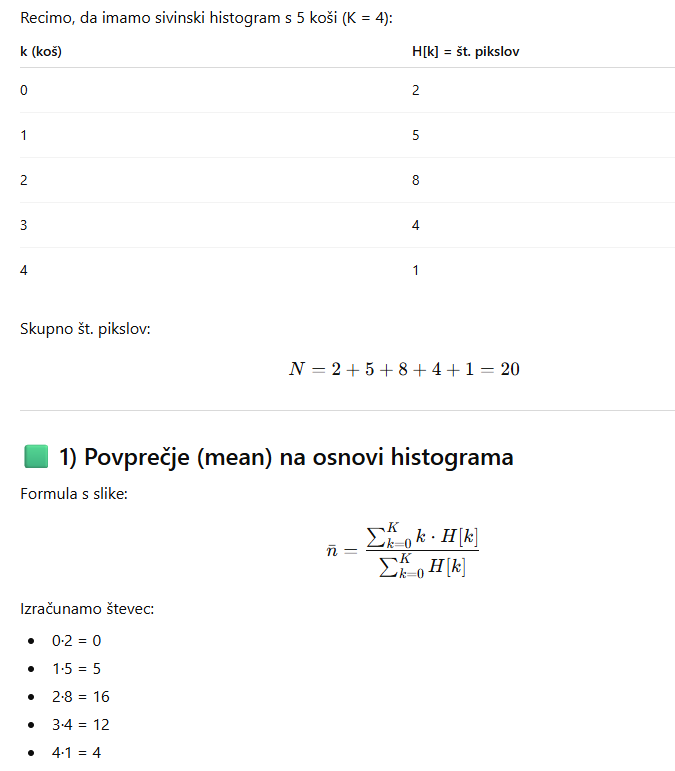 Recimo, da imamo sivinski histogram s 5 koši (K = 4):
k (koš) H[k] = št. pikslov
0 2
1 5
2 8
3 4
4 1
Skupno št. pikslov:
N = 2 + 5 + 8 + 4 + 1 = 20
1) Povprečje (mean) na osnovi histograma
Formula s slike:
n̄ = \frac{\sum_{k=0}^{K} k · H[k]}{\sum_{k=0}^{K} H[k]}
Izračunamo števec:
• 0·2 = 0
• 1·5 = 5
• 2·8 = 16
• 3·4 = 12
• 4·1 = 4